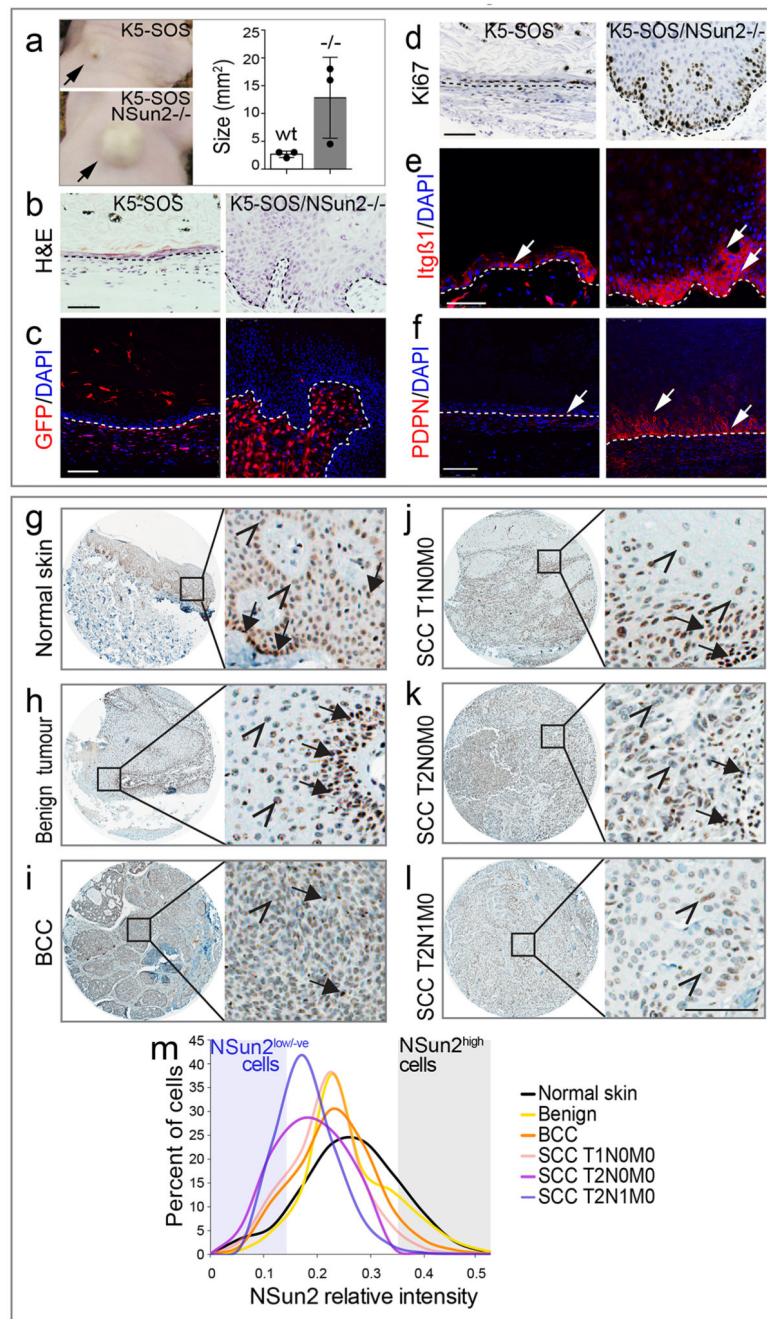 a
K5-SOS
K5-SOS
NSun2-/-
Size (mm²)
25
20
15
10
5
0
wt
-/-
b
K5-SOS
K5-SOS/NSun2-/-
H&E
c
GFP/DAPI
d
K5-SOS
K5-SOS/NSun2-/-
Ki67
e
Itgß1/DAPI
f
PDPN/DAPI
g
Normal skin
h
Benign tumour
i
BCC
j
SCC T1N0M0
k
SCC T2N0M0
l
SCC T2N1M0
m
Percent of cells
45
40
35
30
25
20
15
10
5
0
NSun2low/-ve
cells
NSun2high
cells
0 0.1 0.2 0.3 0.4 0.5
NSun2 relative intensity
Normal skin
Benign
BCC
SCC T1N0M0
SCC T2N0M0
SCC T2N1M0